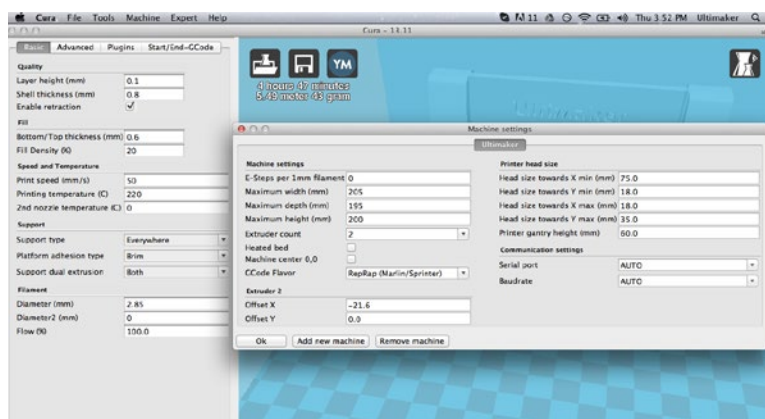 Cura File Tools Machine Expert Help
11 Thu 3:52 PM Ultimaker
Cura - 13.11
Basic Advanced Plugins Start/End-GCode
Quality
Layer height (mm) 0.1
Shell thickness (mm) 0.8
Enable retraction
Fill
Bottom/Top thickness (mm) 0.6
Fill Density (%) 20
Speed and Temperature
Print speed (mm/s) 50
Printing temperature (C) 220
2nd nozzle temperature (C) 0
Support
Support type Everywhere
Platform adhesion type Brim
Support dual extrusion Both
Filament
Diameter (mm) 2.85
Diameter2 (mm) 0
Flow (%) 100.0
YM
4 hours 47 minutes
5.49 meter 43 gram
Ultimaker
Machine settings
Ultimaker
Machine settings
E-Steps per 1mm filament 0
Maximum width (mm) 205
Maximum depth (mm) 195
Maximum height (mm) 200
Extruder count 2
Heated bed
Machine center 0,0
GCode Flavor RepRap (Marlin/Sprinter)
Extruder 2
Offset X -21.6
Offset Y 0.0
Printer head size
Head size towards X min (mm) 75.0
Head size towards Y min (mm) 18.0
Head size towards X max (mm) 18.0
Head size towards Y max (mm) 35.0
Printer gantry height (mm) 60.0
Communication settings
Serial port AUTO
Baudrate AUTO
Ok Add new machine Remove machine